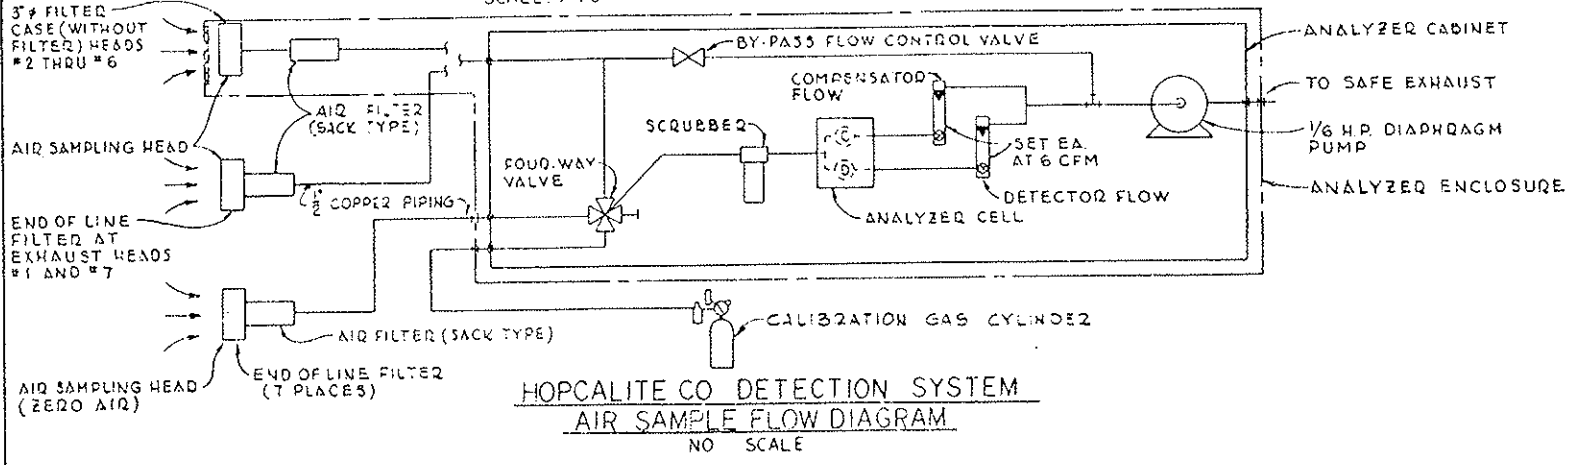 3"φ FILTER
CASE (WITHOUT
FILTER) HEADS
#2 THRU #6
AIR FILTER
(SACK TYPE)
AIR SAMPLING HEAD
1/2" COPPER PIPING
END OF LINE
FILTER AT
EXHAUST HEADS
#1 AND #7
BY-PASS FLOW CONTROL VALVE
COMPENSATOR
FLOW
SCRUBBER
FOUR-WAY
VALVE
C
D
SET EA.
AT 6 CFM
DETECTOR FLOW
ANALYZER CELL
ANALYZER CABINET
TO SAFE EXHAUST
1/6 H.P. DIAPHRAGM
PUMP
ANALYZER ENCLOSURE
AIR FILTER (SACK TYPE)
CALIBRATION GAS CYLINDER
AIR SAMPLING HEAD
(ZERO AIR)
END OF LINE FILTER
(7 PLACES)
HOPCALITE CO DETECTION SYSTEM
AIR SAMPLE FLOW DIAGRAM
NO SCALE